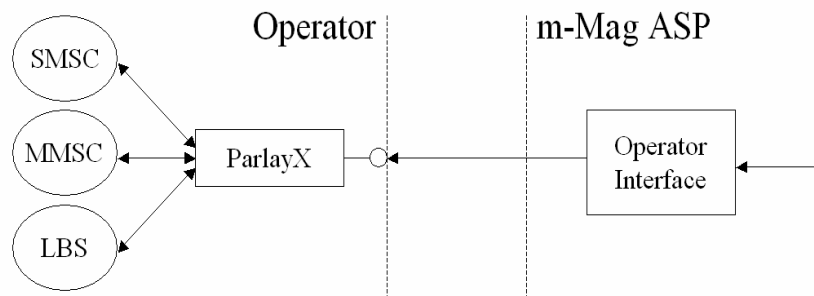 Operator
m-Mag ASP
SMSC
MMSC
LBS
ParlayX
Operator
Interface